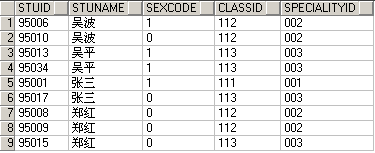 STUID STUNAME SEXCODE CLASSID SPECIALITYID
1 95006 吴波 1 112 002
2 95010 吴波 0 112 002
3 95013 吴平 1 113 003
4 95034 吴平 1 113 003
5 95001 张三 1 111 001
6 95017 张三 0 113 003
7 95008 郑红 0 112 002
8 95009 郑红 0 112 002
9 95015 郑红 0 113 003